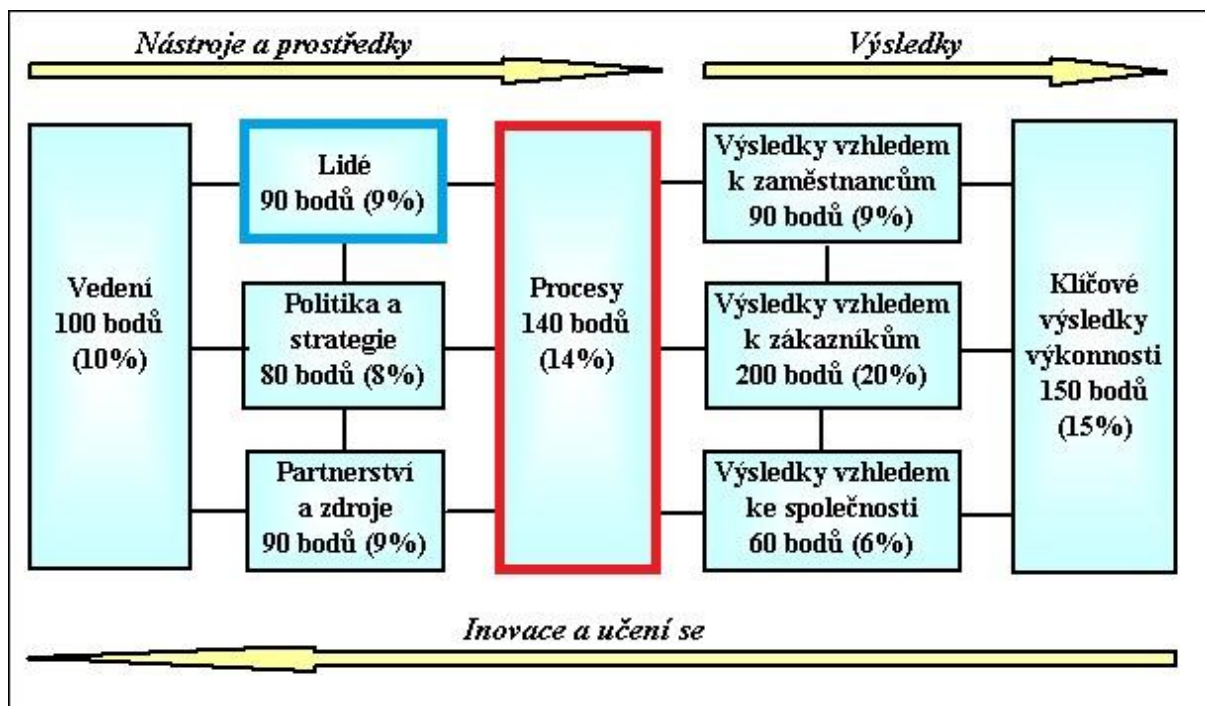 Nástroje a prostředky
Výsledky
Vedení
100 bodů
(10%)
Lidé
90 bodů (9%)
Politika a
strategie
80 bodů (8%)
Partnerství
a zdroje
90 bodů (9%)
Procesy
140 bodů
(14%)
Výsledky vzhledem
k zaměstnancům
90 bodů (9%)
Výsledky vzhledem
k zákazníkům
200 bodů (20%)
Výsledky vzhledem
ke společnosti
60 bodů (6%)
Klíčové
výsledky
výkonnosti
150 bodů
(15%)
Inovace a učení se